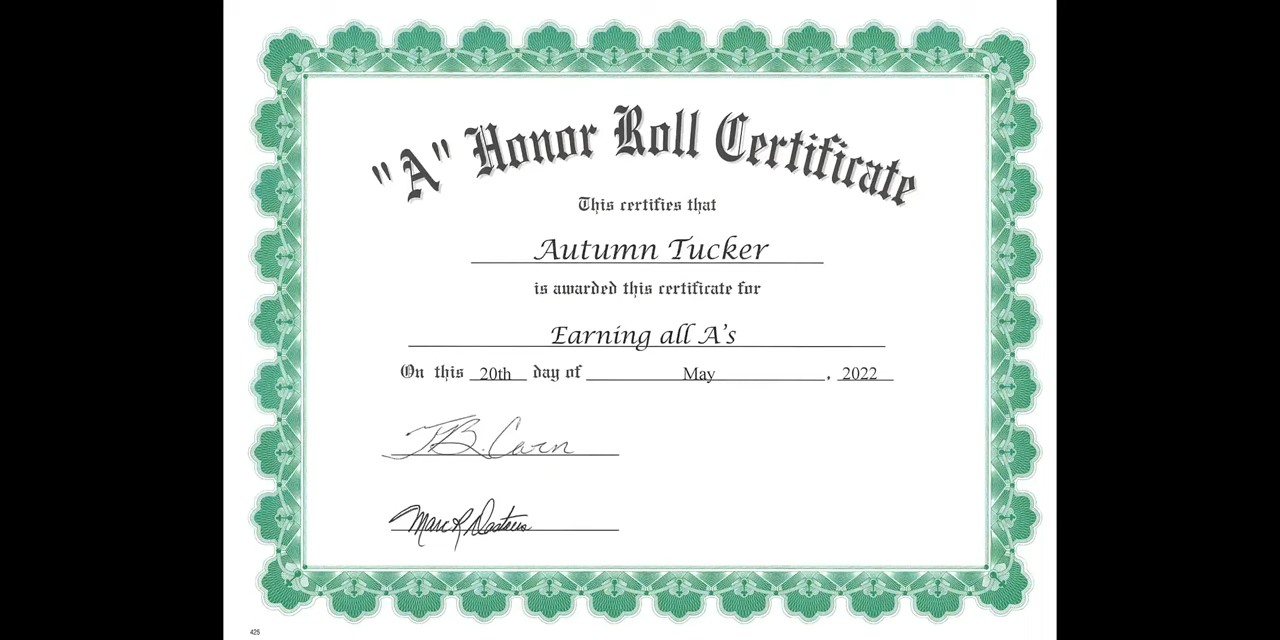 "A" Honor Roll Certificate
This certifies that
Autumn Tucker
is awarded this certificate for
Earning all A's
On this 20th day of May, 2022
J.B. Carn
425